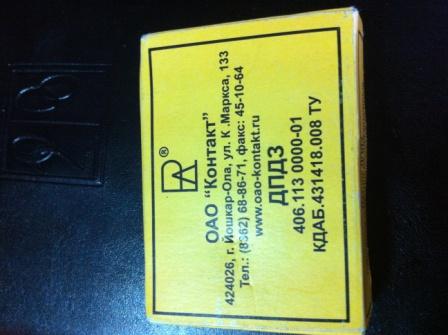 ®
ОАО "Контакт"
424026, г. Йошкар-Ола, ул. К .Маркса, 133
Тел.: (8362) 68-86-71, факс: 45-10-64
www.oao-kontakt.ru
ДПДЗ
406.113 0000-01
КДАБ.431418.008 ТУ